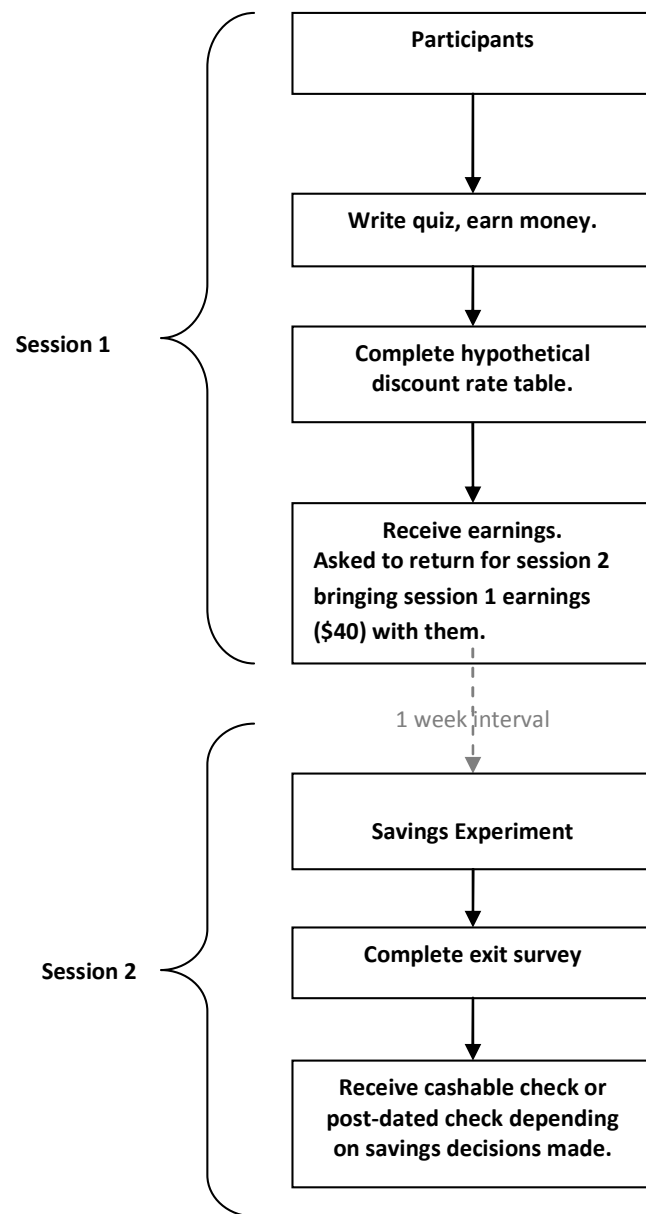 Participants
Write quiz, earn money.
Session 1
Complete hypothetical
discount rate table.
Receive earnings.
Asked to return for session 2
bringing session 1 earnings
($40) with them.
1 week interval
Savings Experiment
Complete exit survey
Session 2
Receive cashable check or
post-dated check depending
on savings decisions made.